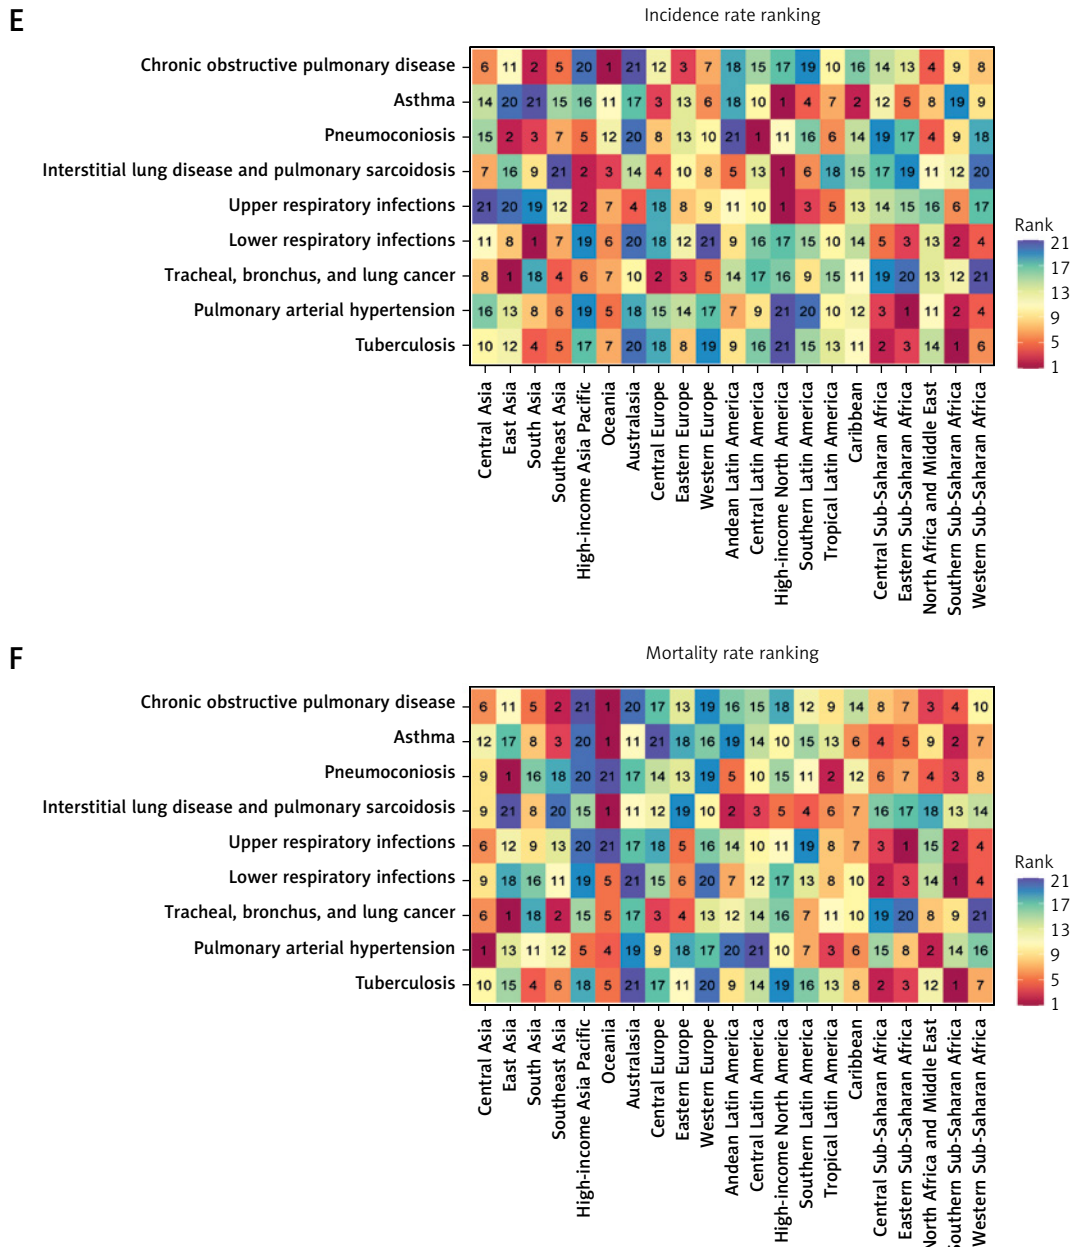 E
Incidence rate ranking
Chronic obstructive pulmonary disease 6 11 2 5 20 1 21 12 3 7 18 15 17 19 10 16 14 13 4 9 8
Asthma 14 20 21 15 16 11 17 3 13 6 18 10 1 4 7 2 12 5 8 19 9
Pneumoconiosis 15 2 3 7 5 12 20 8 13 10 21 1 11 16 6 14 19 17 4 9 18
Interstitial lung disease and pulmonary sarcoidosis 7 16 9 21 2 3 14 4 10 8 5 13 1 6 18 15 17 19 11 12 20
Upper respiratory infections 21 20 19 12 2 7 4 18 8 9 11 10 1 3 5 13 14 15 16 6 17
Lower respiratory infections 11 8 1 7 19 6 20 18 12 21 9 16 17 15 10 14 5 3 13 2 4
Tracheal, bronchus, and lung cancer 8 1 18 4 6 7 10 2 3 5 14 17 16 9 15 11 19 20 13 12 21
Pulmonary arterial hypertension 16 13 8 6 19 5 18 15 14 17 7 9 21 20 10 12 3 1 11 2 4
Tuberculosis 10 12 4 5 17 7 20 18 8 19 9 16 21 15 13 11 2 3 14 1 6
Rank
21
17
13
9
5
1
Central Asia
East Asia
South Asia
Southeast Asia
High-income Asia Pacific
Oceania
Australasia
Central Europe
Eastern Europe
Western Europe
Andean Latin America
Central Latin America
High-income North America
Southern Latin America
Tropical Latin America
Caribbean
Central Sub-Saharan Africa
Eastern Sub-Saharan Africa
North Africa and Middle East
Southern Sub-Saharan Africa
Western Sub-Saharan Africa
F
Mortality rate ranking
Chronic obstructive pulmonary disease 6 11 5 2 21 1 20 17 13 19 16 15 18 12 9 14 8 7 3 4 10
Asthma 12 17 8 3 20 1 11 21 18 16 19 14 10 15 13 6 4 5 9 2 7
Pneumoconiosis 9 1 16 18 20 21 17 14 13 19 5 10 15 11 2 12 6 7 4 3 8
Interstitial lung disease and pulmonary sarcoidosis 9 21 8 20 15 1 11 12 19 10 2 3 5 4 6 7 16 17 18 13 14
Upper respiratory infections 6 12 9 13 20 21 17 18 5 16 14 10 11 19 8 7 3 1 15 2 4
Lower respiratory infections 9 18 16 11 19 5 21 15 6 20 7 12 17 13 8 10 2 3 14 1 4
Tracheal, bronchus, and lung cancer 6 1 18 2 15 5 17 3 4 13 12 14 16 7 11 10 19 20 8 9 21
Pulmonary arterial hypertension 1 13 11 12 5 4 19 9 18 17 20 21 10 7 3 6 15 8 2 14 16
Tuberculosis 10 15 4 6 18 5 21 17 11 20 9 14 19 16 13 8 2 3 12 1 7
Rank
21
17
13
9
5
1
Central Asia
East Asia
South Asia
Southeast Asia
High-income Asia Pacific
Oceania
Australasia
Central Europe
Eastern Europe
Western Europe
Andean Latin America
Central Latin America
High-income North America
Southern Latin America
Tropical Latin America
Caribbean
Central Sub-Saharan Africa
Eastern Sub-Saharan Africa
North Africa and Middle East
Southern Sub-Saharan Africa
Western Sub-Saharan Africa